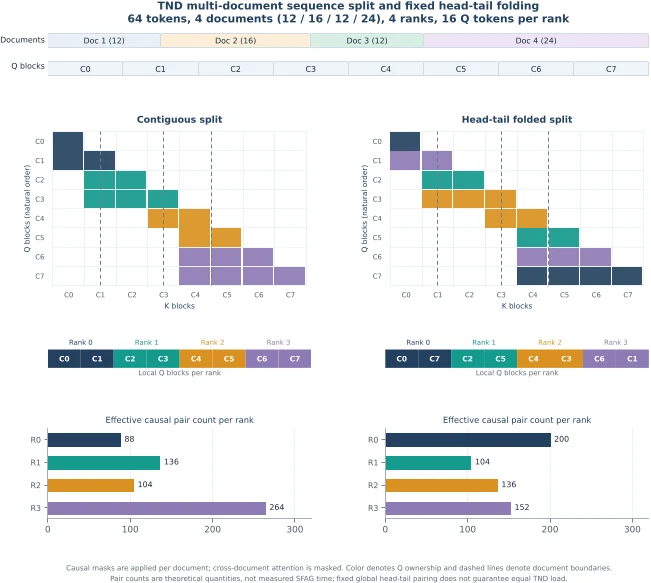 TND multi-document sequence split and fixed head-tail folding
64 tokens, 4 documents (12 / 16 / 12 / 24), 4 ranks, 16 Q tokens per rank
Documents Doc 1 (12) Doc 2 (16) Doc 3 (12) Doc 4 (24)
Q blocks C0 C1 C2 C3 C4 C5 C6 C7
Contiguous split
Q blocks (natural order)
C0
C1
C2
C3
C4
C5
C6
C7
C0 C1 C2 C3 C4 C5 C6 C7
K blocks
Head-tail folded split
Q blocks (natural order)
C0
C1
C2
C3
C4
C5
C6
C7
C0 C1 C2 C3 C4 C5 C6 C7
K blocks
Rank 0 Rank 1 Rank 2 Rank 3
C0 C1 C2 C3 C4 C5 C6 C7
Local Q blocks per rank
Rank 0 Rank 1 Rank 2 Rank 3
C0 C7 C2 C5 C4 C3 C6 C1
Local Q blocks per rank
Effective causal pair count per rank
R0 88
R1 136
R2 104
R3 264
0 100 200 300
Effective causal pair count per rank
R0 200
R1 104
R2 136
R3 152
0 100 200 300
Causal masks are applied per document; cross-document attention is masked. Color denotes Q ownership and dashed lines denote document boundaries.
Pair counts are theoretical quantities, not measured SFAG time; fixed global head-tail pairing does not guarantee equal TND load.